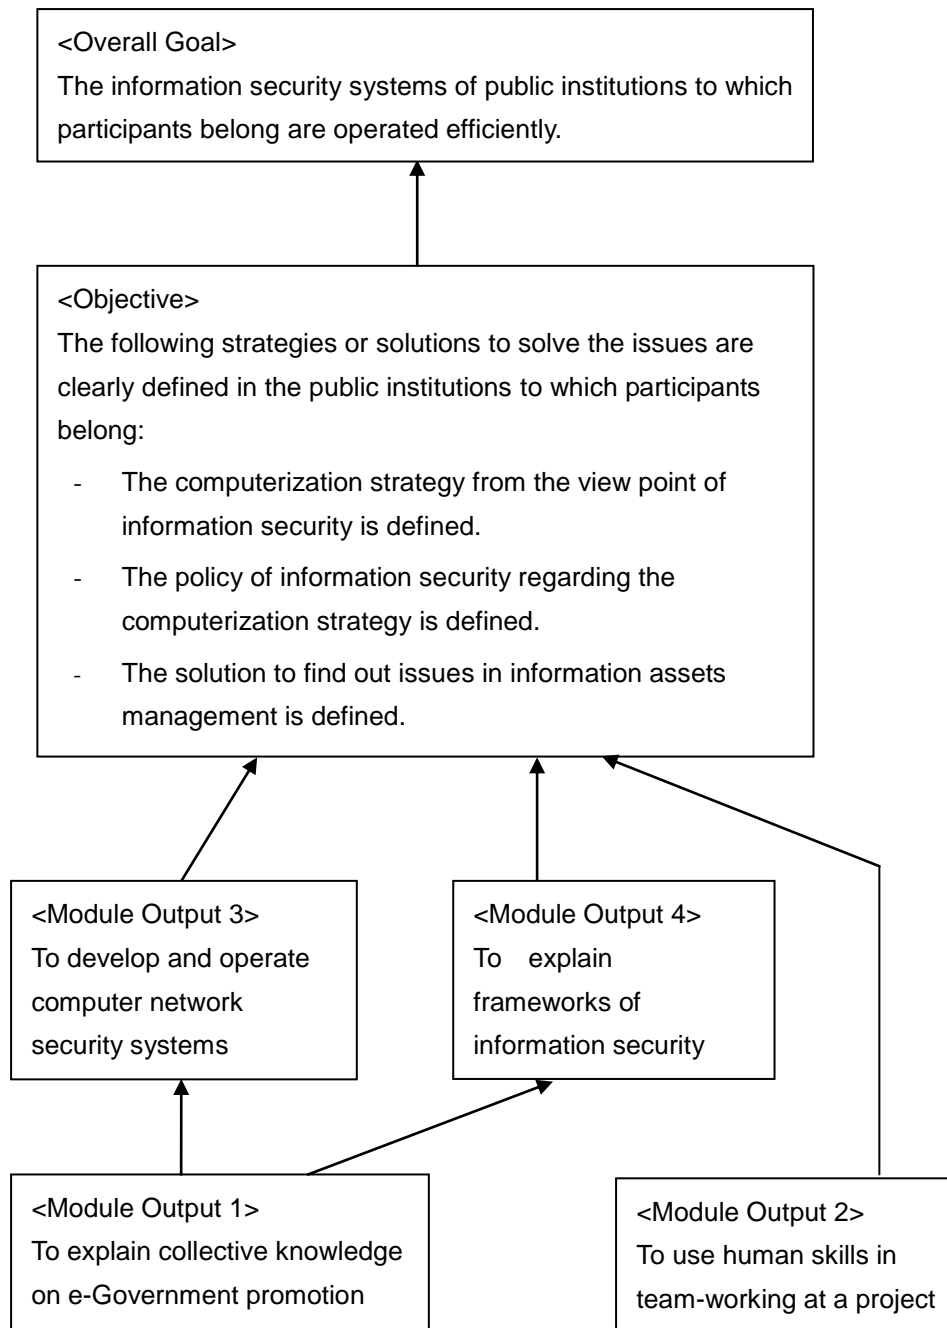 <Overall Goal>
The information security systems of public institutions to which
participants belong are operated efficiently.
<Objective>
The following strategies or solutions to solve the issues are
clearly defined in the public institutions to which participants
belong:
- The computerization strategy from the view point of
information security is defined.
- The policy of information security regarding the
computerization strategy is defined.
- The solution to find out issues in information assets
management is defined.
<Module Output 3>
To develop and operate
computer network
security systems
<Module Output 4>
To explain
frameworks of
information security
<Module Output 1>
To explain collective knowledge
on e-Government promotion
<Module Output 2>
To use human skills in
team-working at a project